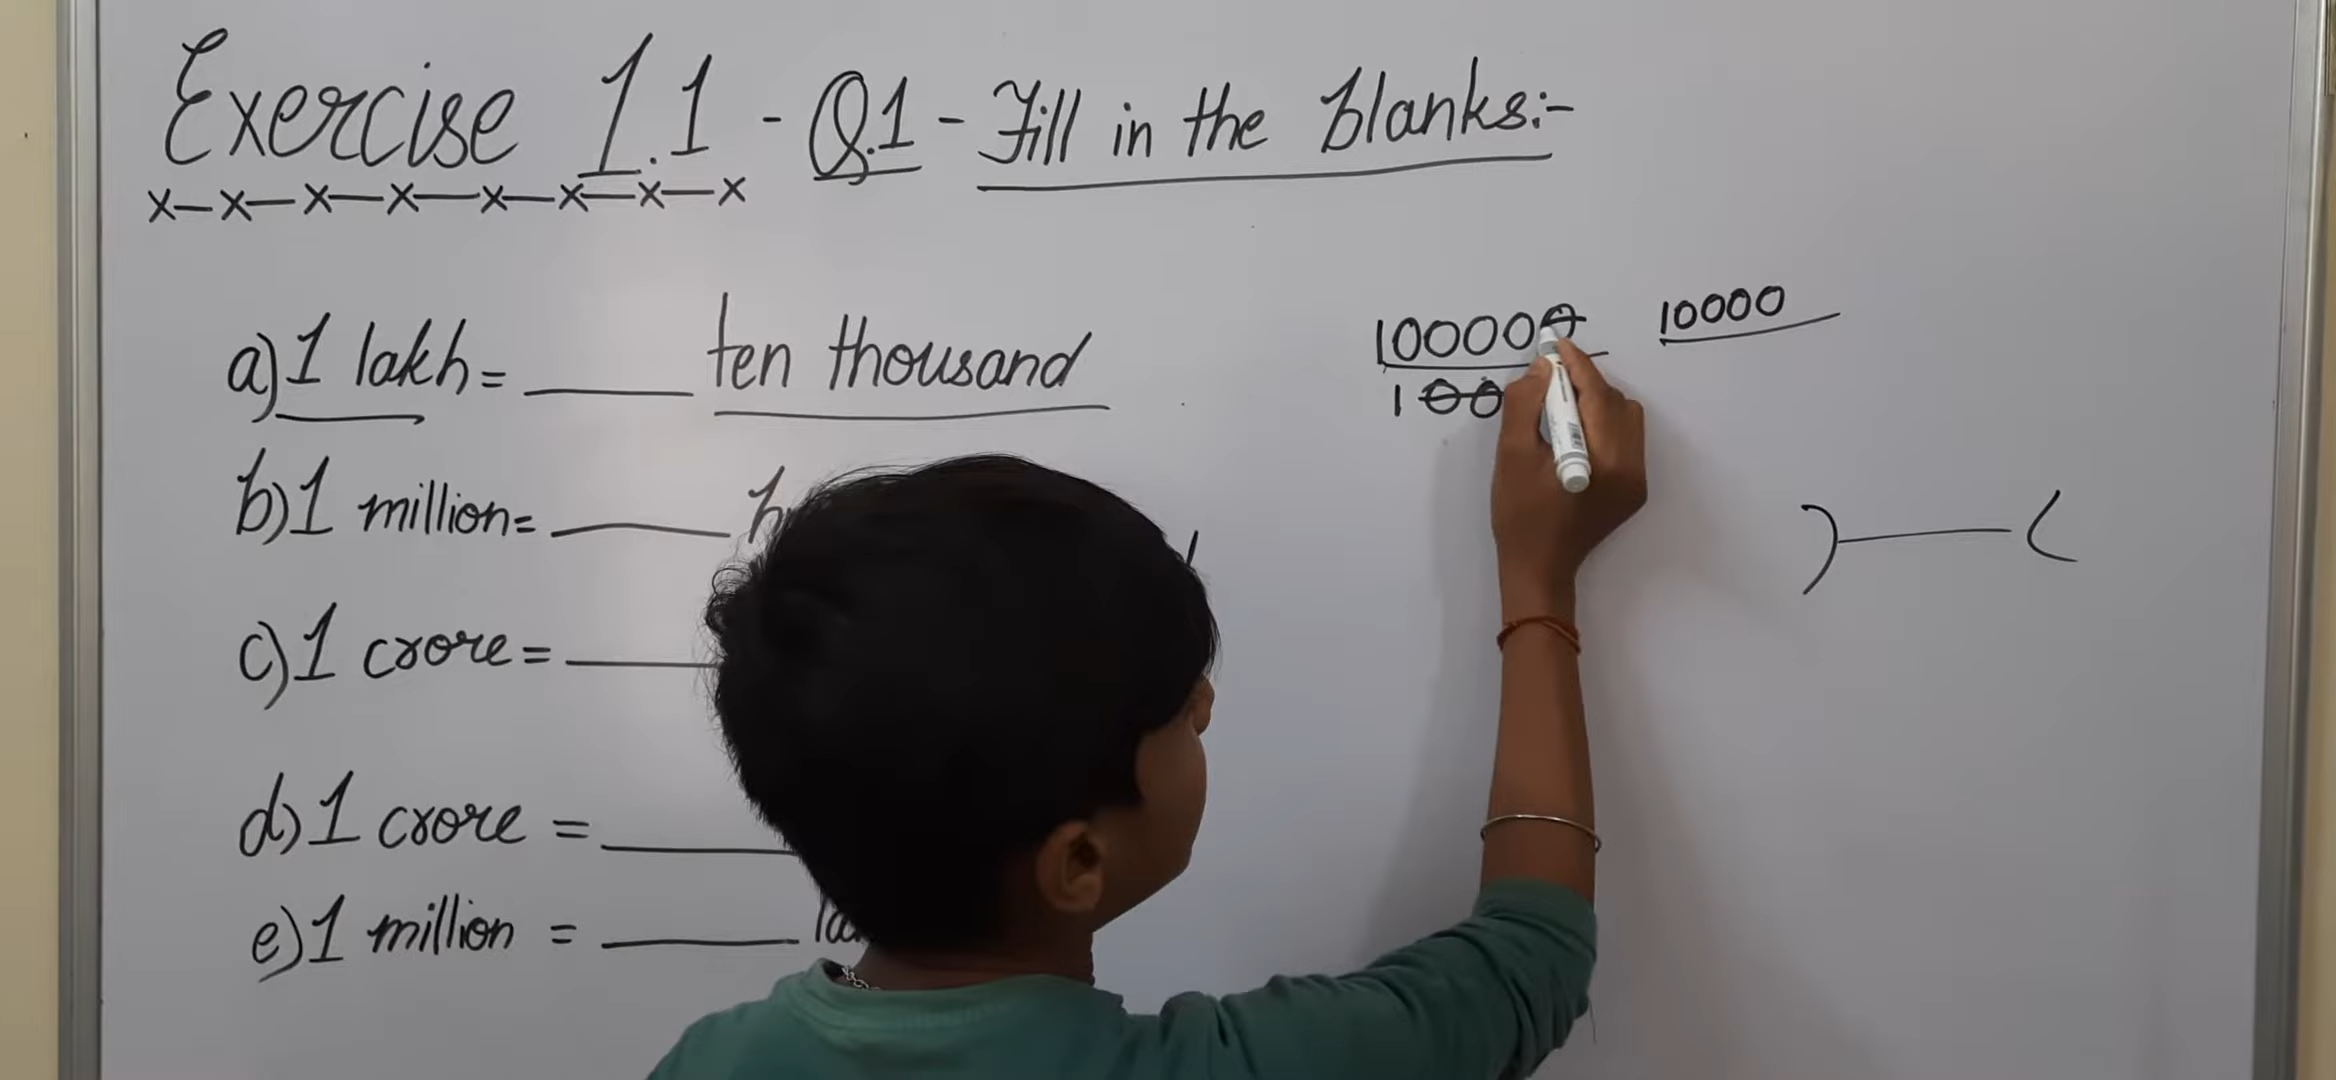 Exercise 1.1 - Q.1 - Fill in the Blanks:-
x-x-x-x-x-x-x-x
a) 1 lakh = ____ ten thousand
100000 10000
100
b) 1 million = ____
c) 1 crore = ____
d) 1 crore = ____
e) 1 million = ____